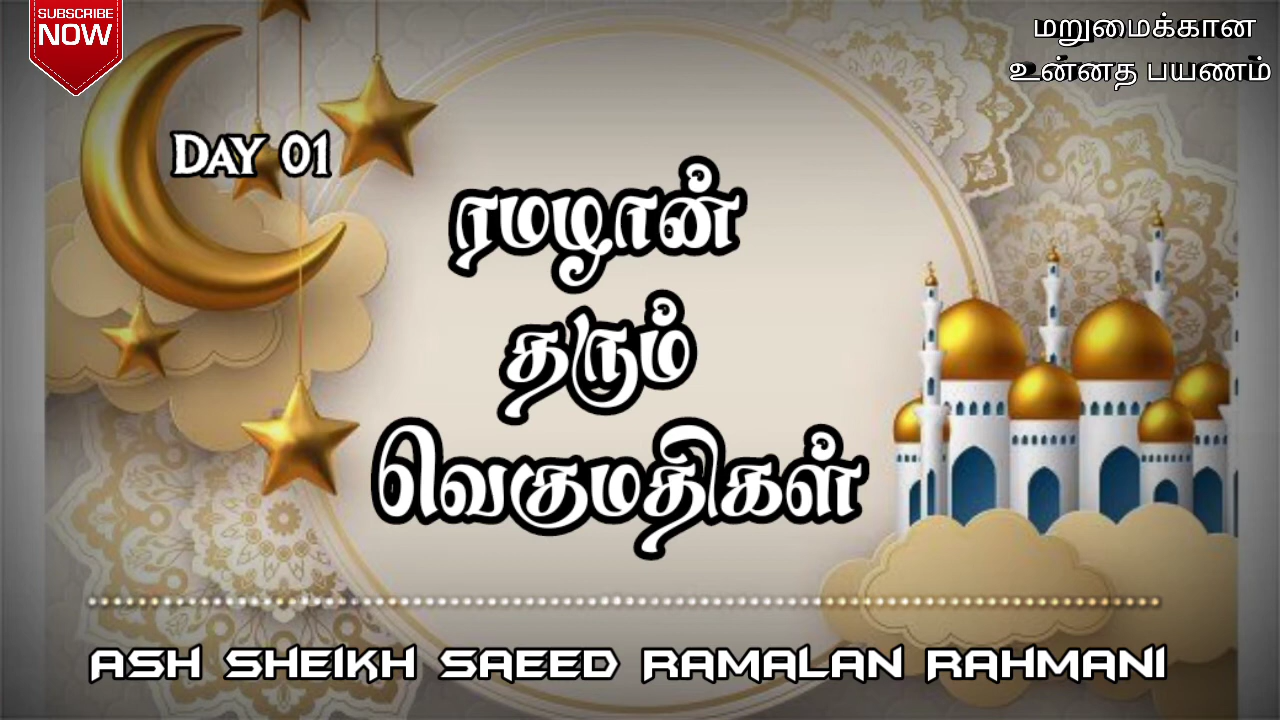 SUBSCRIBE
NOW
மறுமைக்கான
உன்னத பயணம்
DAY 01
ரமழான்
தரும்
வெகுமதிகள்
ASH SHEIKH SAEED RAMALAN RAHMANI